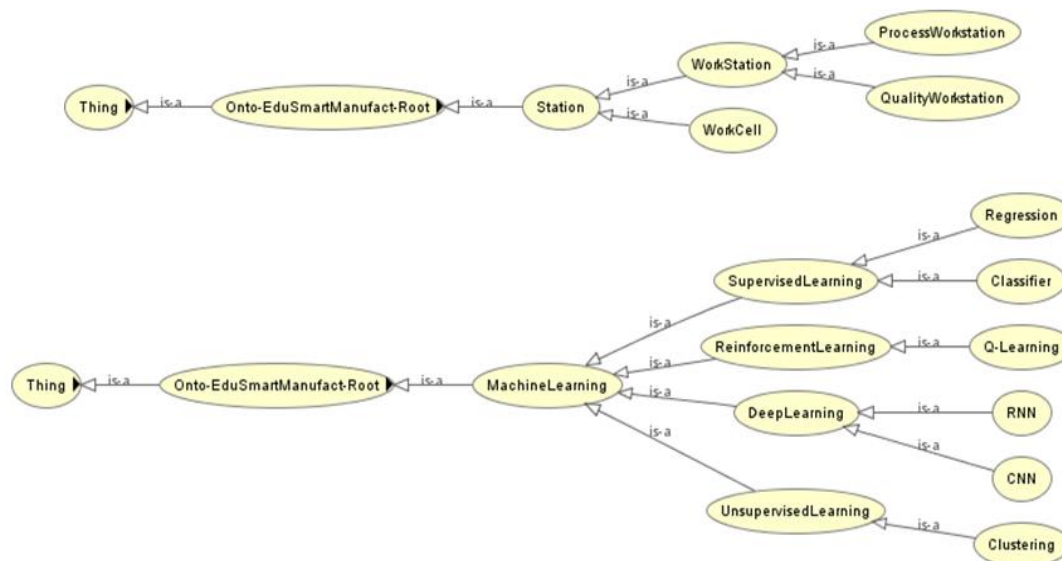 ProcessWorkstation
is-a
WorkStation
is-a
is-a
QualityWorkstation
Thing
is-a
Onto-EduSmartManufact-Root
is-a
Station
is-a
WorkCell
Regression
is-a
SupervisedLearning
is-a
Classifier
is-a
ReinforcementLearning
is-a
Q-Learning
is-a
Thing
is-a
Onto-EduSmartManufact-Root
is-a
MachineLearning
is-a
DeepLearning
is-a
RNN
is-a
is-a
CNN
UnsupervisedLearning
is-a
Clustering